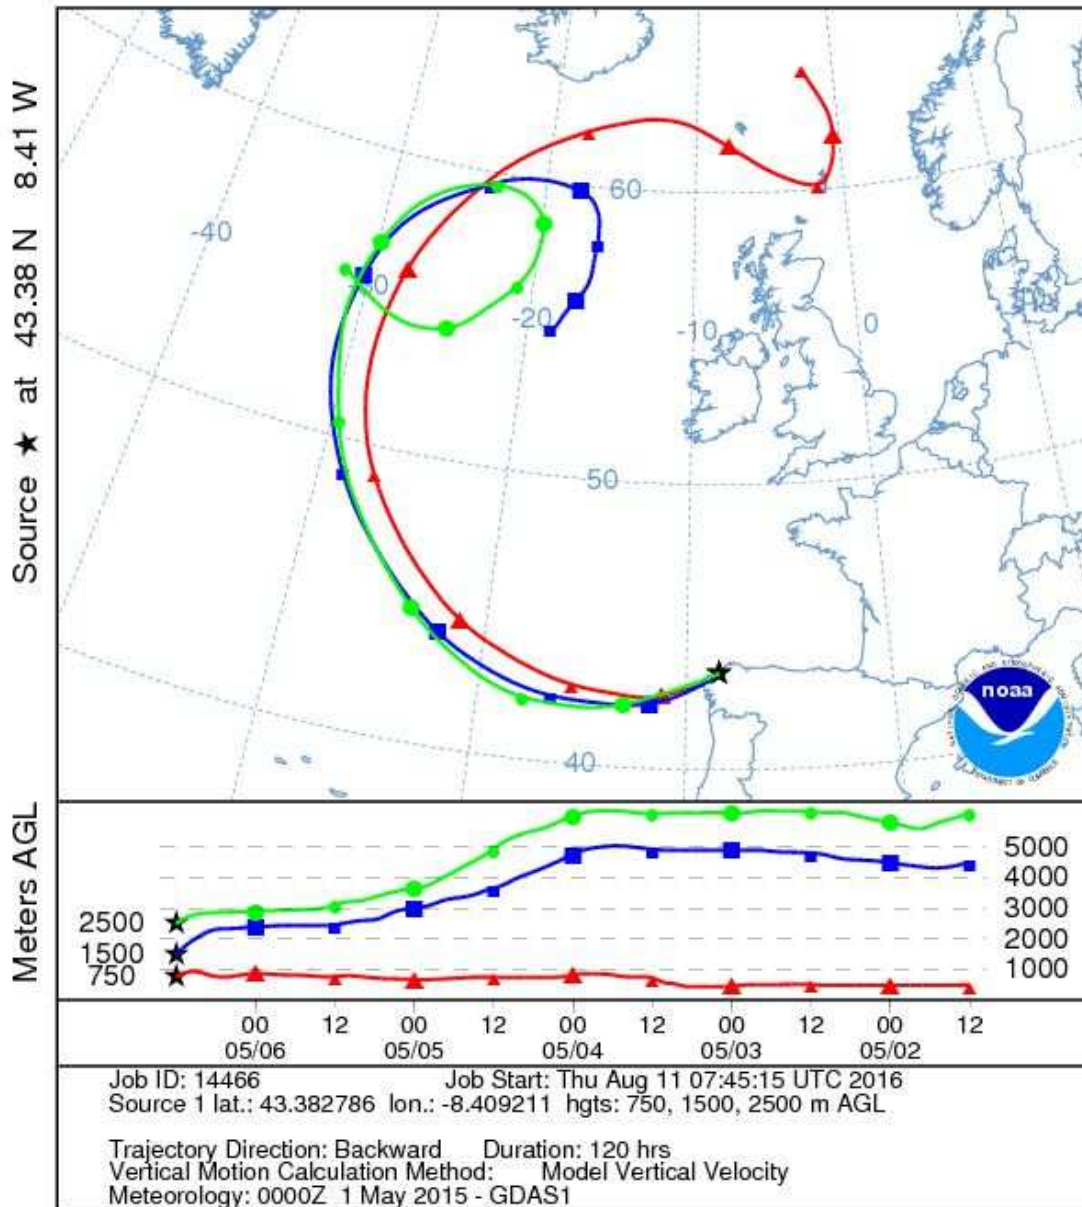 Source ★ at 43.38 N 8.41 W
60
-40
-20
-10
0
50
40
noaa
Meters AGL
5000
4000
3000
2000
1000
2500
1500
750
00 12 00 12 00 12 00 12 00 12
05/06 05/05 05/04 05/03 05/02
Job ID: 14466 Job Start: Thu Aug 11 07:45:15 UTC 2016
Source 1 lat.: 43.382786 lon.: -8.409211 hgts: 750, 1500, 2500 m AGL
Trajectory Direction: Backward Duration: 120 hrs
Vertical Motion Calculation Method: Model Vertical Velocity
Meteorology: 0000Z 1 May 2015 - GDAS1